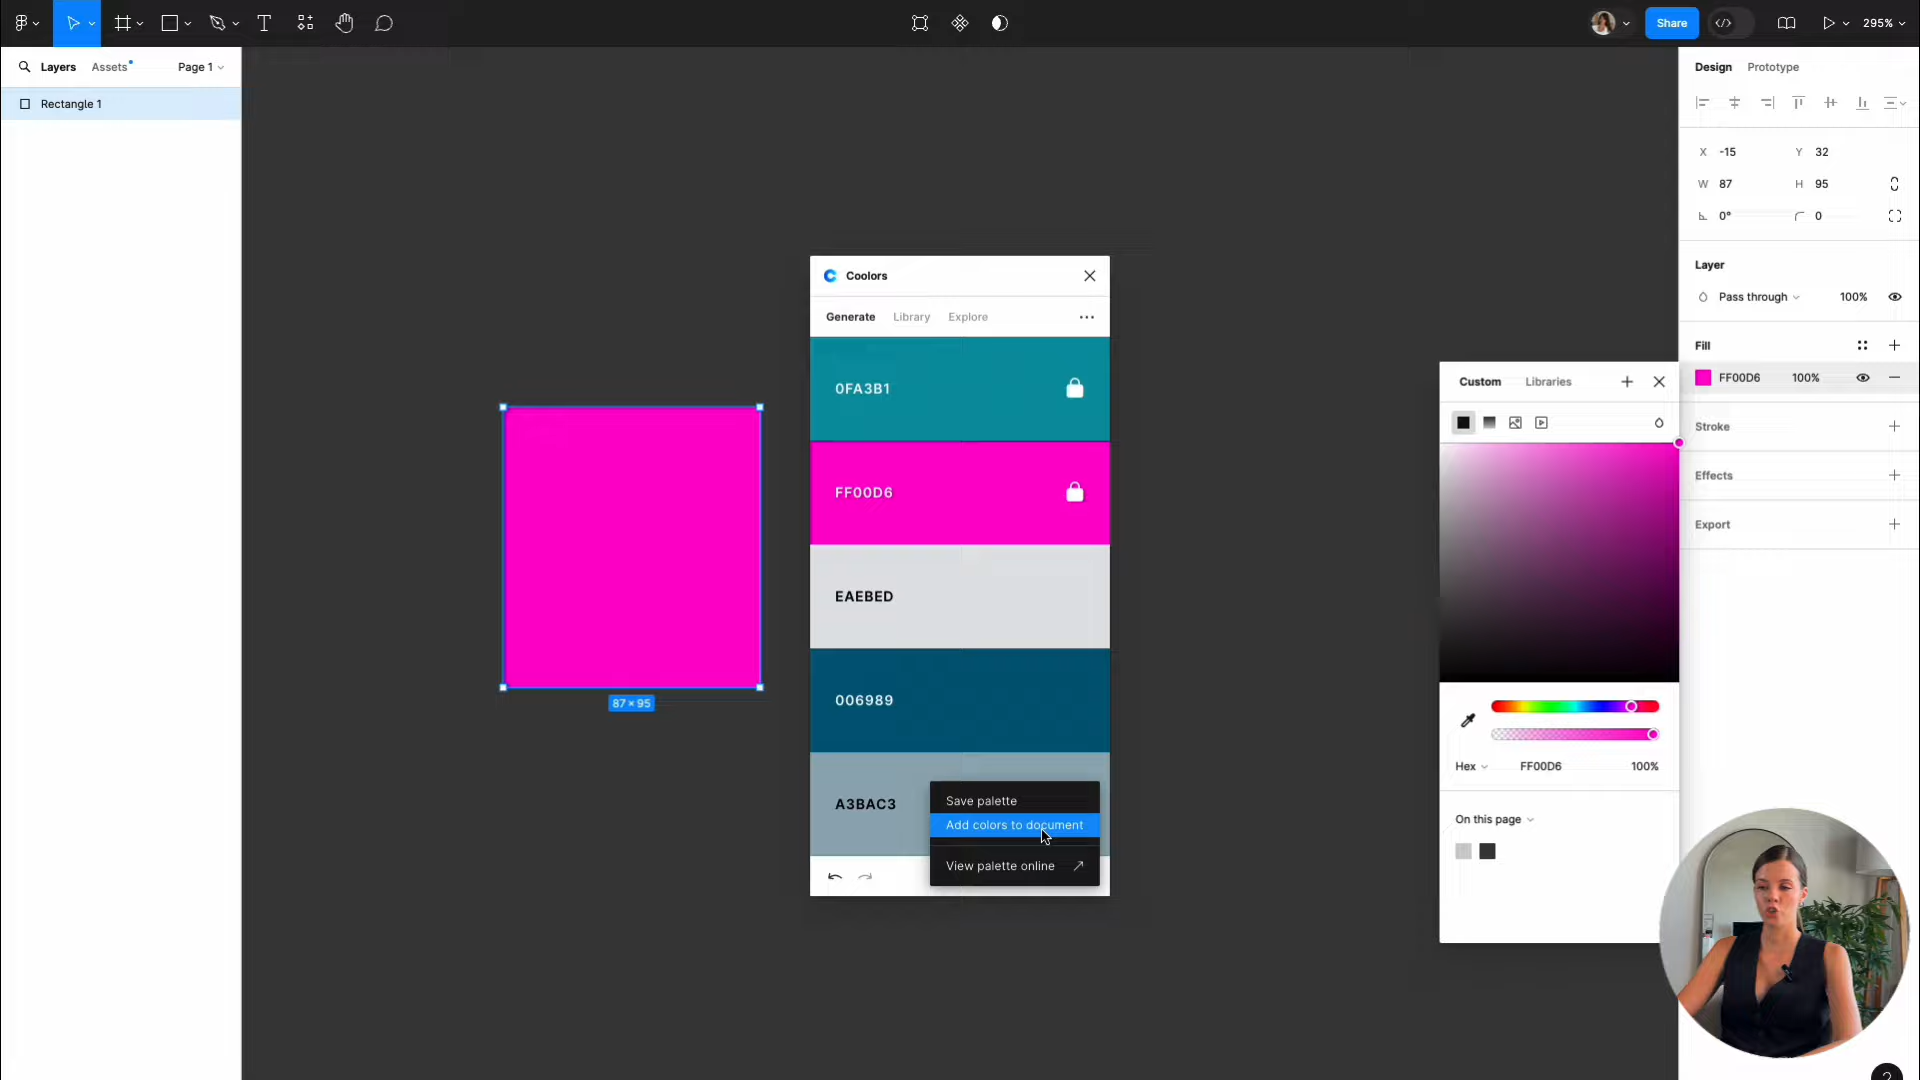 Share
295%
Layers
Assets
Page 1
Rectangle 1
Design
Prototype
X -15
Y 32
W 87
H 95
0°
0
Layer
Pass through
100%
Fill
FF00D6
100%
Stroke
Effects
Export
87 × 95
Coolors
Generate
Library
Explore
0FA3B1
FF00D6
EAEBED
006989
A3BAC3
Save palette
Add colors to document
View palette online
Custom
Libraries
Hex
FF00D6
100%
On this page